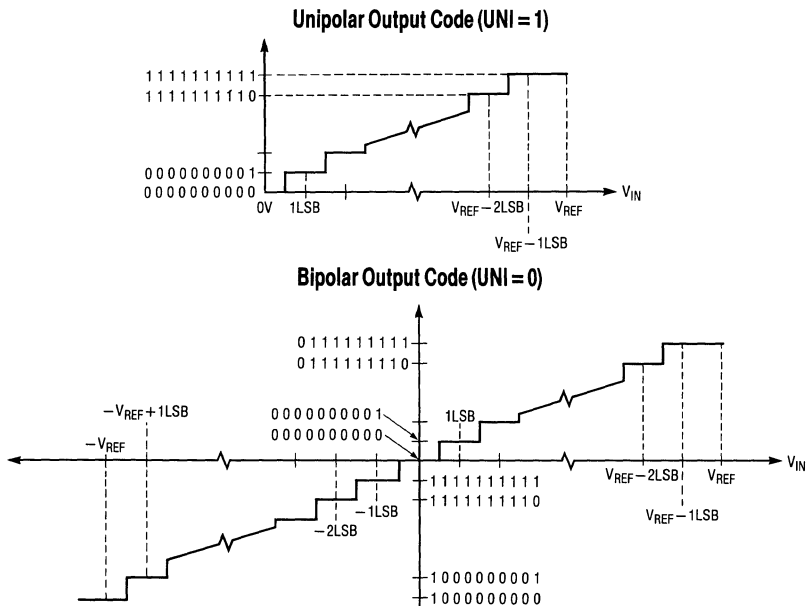 Unipolar Output Code (UNI = 1)
1111111111
1111111110
0000000001
0000000000
0V
1LSB
VREF−2LSB
VREF
VIN
VREF−1LSB
Bipolar Output Code (UNI = 0)
0111111111
0111111110
−VREF+1LSB
0000000001
1LSB
−VREF
0000000000
VIN
VREF−2LSB
VREF
1111111111
1111111110
−1LSB
−2LSB
VREF−1LSB
1000000001
1000000000